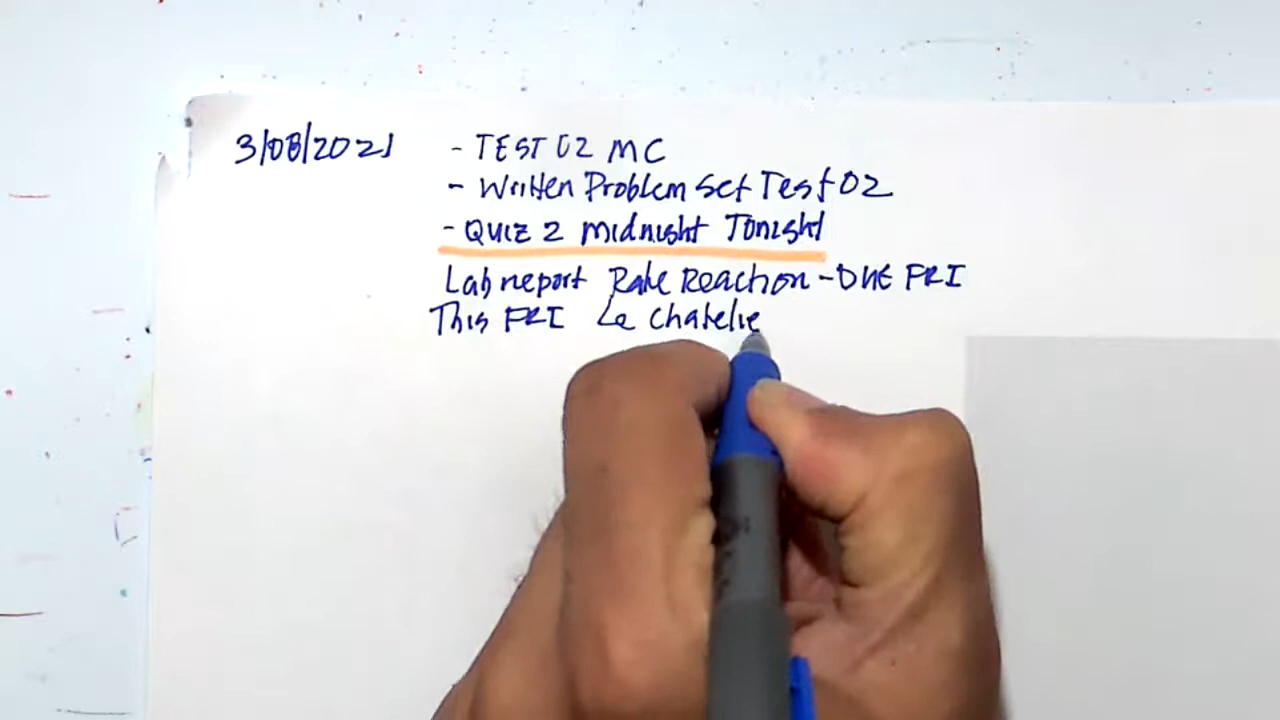 3/08/2021 - TEST 02 MC
- Written Problem Set Test 02
- QUIZ 2 Midnight Tonight
Lab report Rate Reaction - DUE FRI
This FRI Le Chatelie